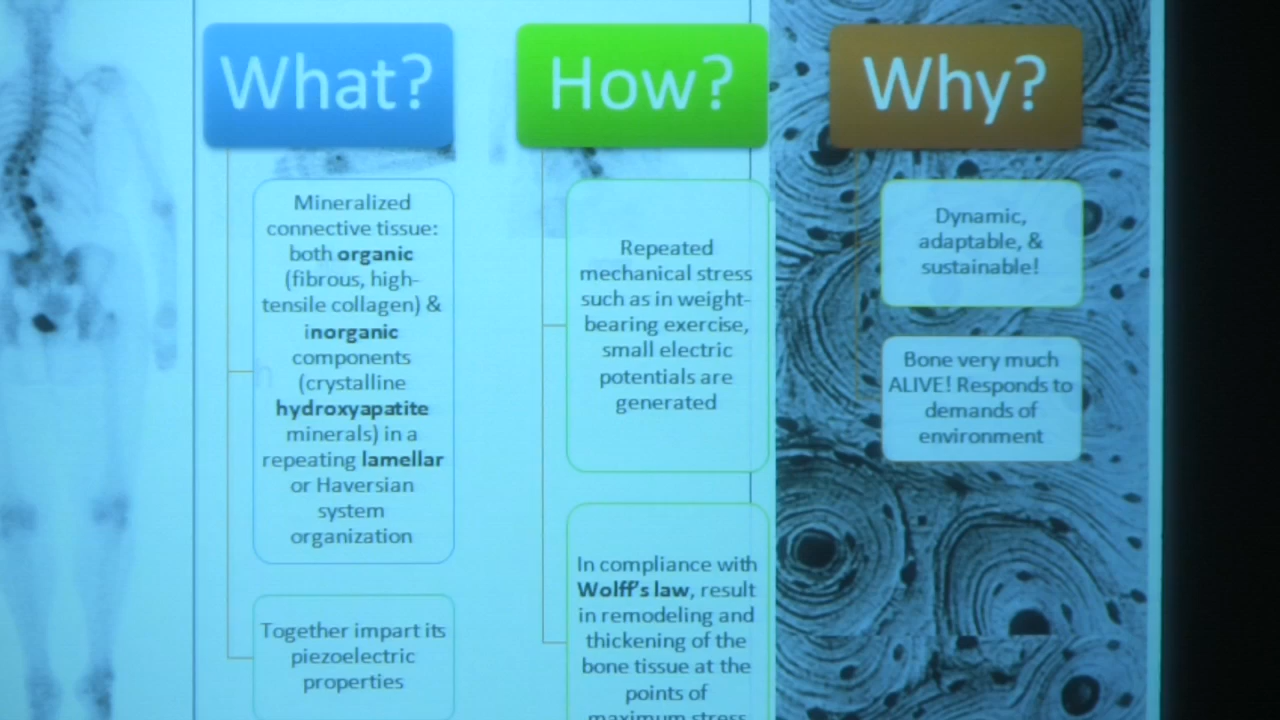 What?
Mineralized
connective tissue:
both organic
(fibrous, high-
tensile collagen) &
inorganic
components
(crystalline
hydroxyapatite
minerals) in a
repeating lamellar
or Haversian
system
organization
Together impart its
piezoelectric
properties
How?
Repeated
mechanical stress
such as in weight-
bearing exercise,
small electric
potentials are
generated
In compliance with
Wolff's law, result
in remodeling and
thickening of the
bone tissue at the
points of
maximum stress
Why?
Dynamic,
adaptable, &
sustainable!
Bone very much
ALIVE! Responds to
demands of
environment